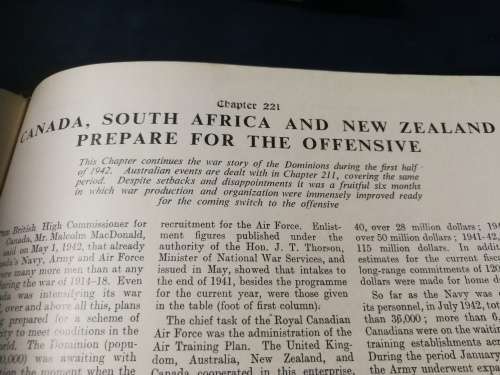 Chapter 221
CANADA, SOUTH AFRICA AND NEW ZEALAND
PREPARE FOR THE OFFENSIVE
This Chapter continues the war story of the Dominions during the first half
of 1942. Australian events are dealt with in Chapter 211, covering the same
period. Despite setbacks and disappointments it was a fruitful six months
in which war production and organization were immensely improved ready
for the coming switch to the offensive
British High Commissioner for
Canada, Mr. Malcolm MacDonald,
said on May 1, 1942, that already
Navy, Army and Air Force
many more men than at any
during the war of 1914-18. Even
was intensifying its war
over and above all this, plans
prepared for a scheme of
to meet conditions in the
The Dominion (popu-
was awaiting with
the moment when the
recruitment for the Air Force. Enlist-
ment figures published under the
authority of the Hon. J. T. Thorson,
Minister of National War Services, and
issued in May, showed that intakes to
the end of 1941, besides the programme
for the current year, were those given
in the table (foot of first column).
The chief task of the Royal Canadian
Air Force was the administration of the
Air Training Plan. The United King-
dom, Australia, New Zealand, and
Canada cooperated in this enterprise,
40, over 28 million dollars;
over 50 million dollars;
115 million dollars. In
estimates for the current
long-range commitments of
dollars were made for home
So far as the Navy was
its personnel, in July 1942,
than 36,000; more than
Canadians were on the
training establishments
During the period
the Army underwent